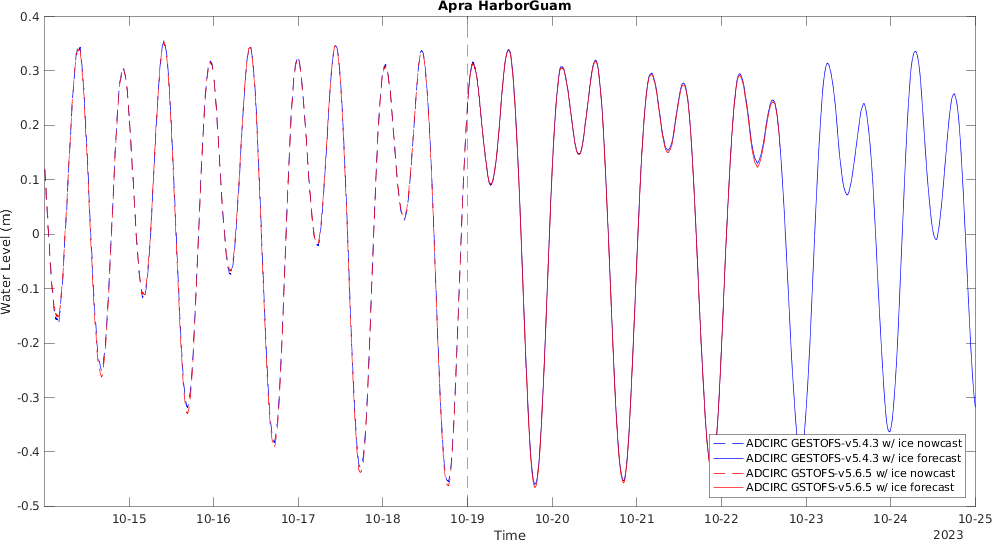 Apra HarborGuam
0.4
0.3
0.2
0.1
0
-0.1
-0.2
-0.3
-0.4
-0.5
Water Level (m)
ADCIRC GESTOFS-v5.4.3 w/ ice nowcast
ADCIRC GESTOFS-v5.4.3 w/ ice forecast
ADCIRC GSTOFS-v5.6.5 w/ ice nowcast
ADCIRC GSTOFS-v5.6.5 w/ ice forecast
10-15 10-16 10-17 10-18 10-19 10-20 10-21 10-22 10-23 10-24 10-25
Time
2023